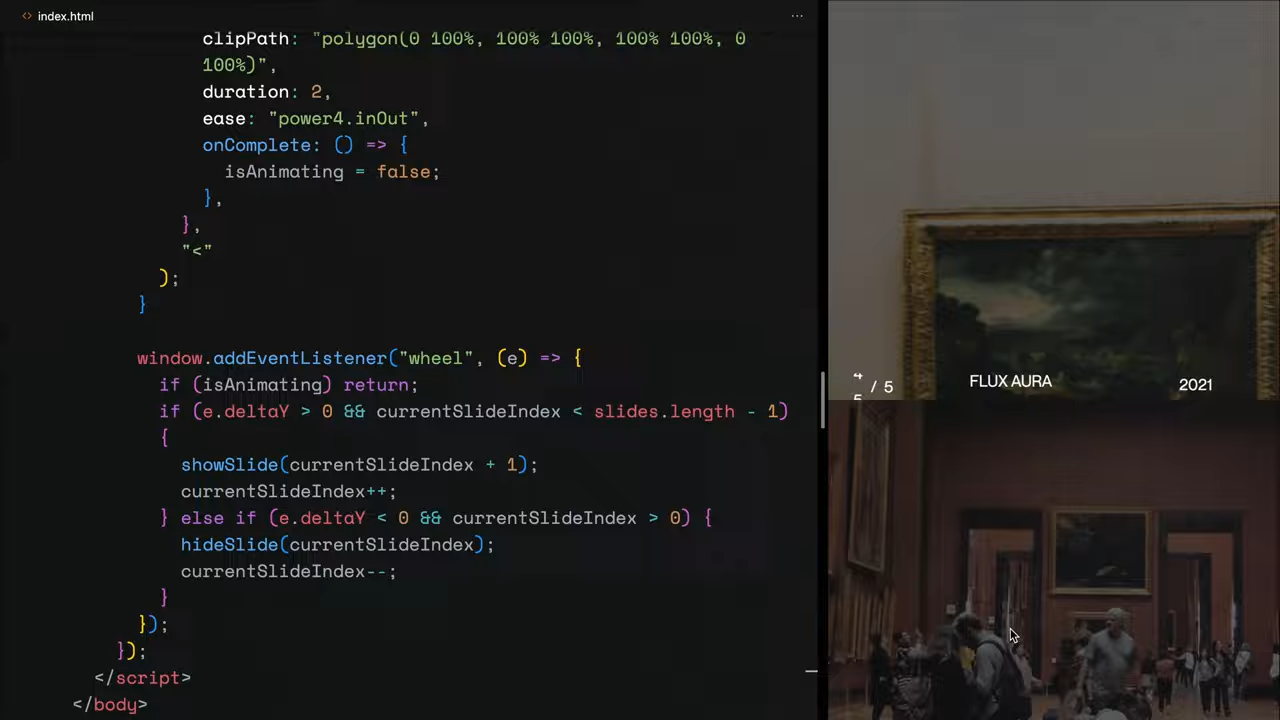 index.html
...
clipPath: "polygon(0 100%, 100% 100%, 100% 100%, 0
100%)",
duration: 2,
ease: "power4.inOut",
onComplete: () => {
isAnimating = false;
},
},
"<"
);
}
window.addEventListener("wheel", (e) => {
if (isAnimating) return;
if (e.deltaY > 0 && currentSlideIndex < slides.length - 1)
{
showSlide(currentSlideIndex + 1);
currentSlideIndex++;
} else if (e.deltaY < 0 && currentSlideIndex > 0) {
hideSlide(currentSlideIndex);
currentSlideIndex--;
}
});
});
</script>
</body>
/ 5
FLUX AURA
2021